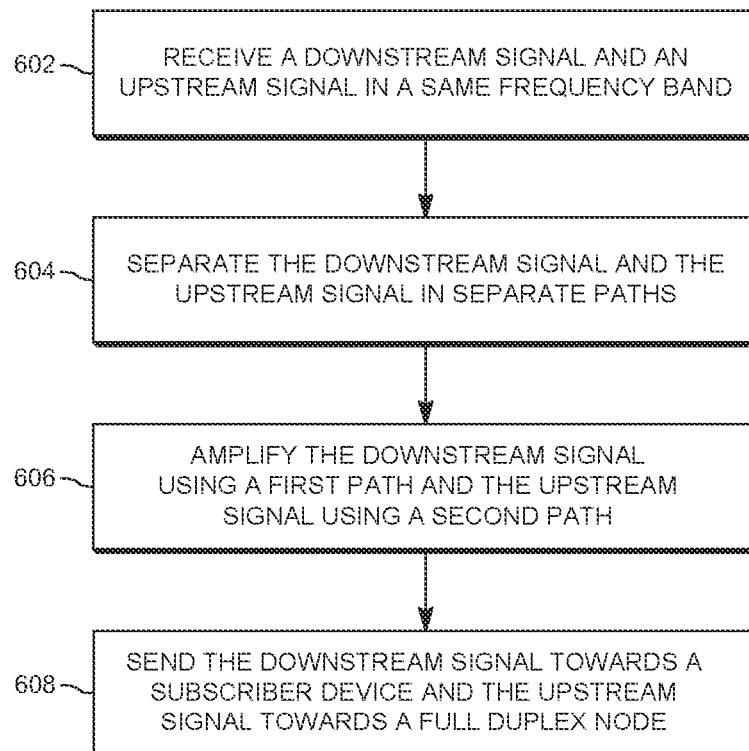 602
RECEIVE A DOWNSTREAM SIGNAL AND AN
UPSTREAM SIGNAL IN A SAME FREQUENCY BAND
604
SEPARATE THE DOWNSTREAM SIGNAL AND THE
UPSTREAM SIGNAL IN SEPARATE PATHS
606
AMPLIFY THE DOWNSTREAM SIGNAL
USING A FIRST PATH AND THE UPSTREAM
SIGNAL USING A SECOND PATH
608
SEND THE DOWNSTREAM SIGNAL TOWARDS A
SUBSCRIBER DEVICE AND THE UPSTREAM
SIGNAL TOWARDS A FULL DUPLEX NODE